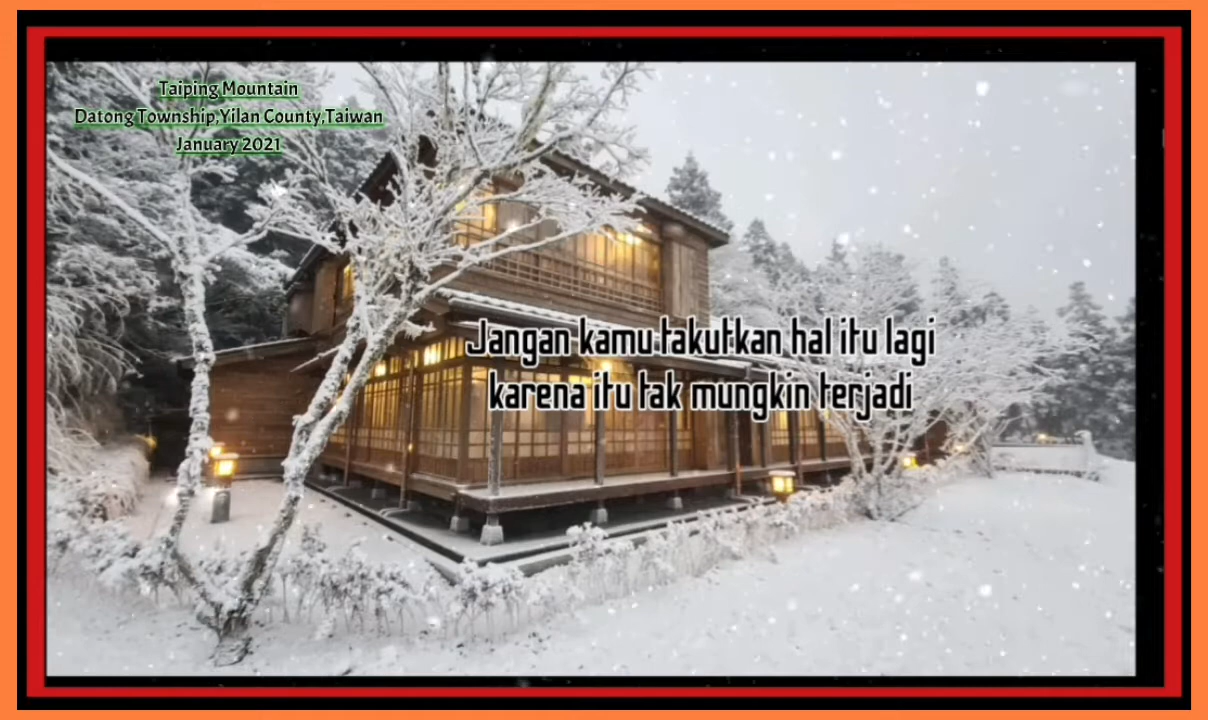 Taiping Mountain
Datong Township,Yilan County,Taiwan
January 2021
Jangan kamu takutkan hal itu lagi
karena itu tak mungkin terjadi